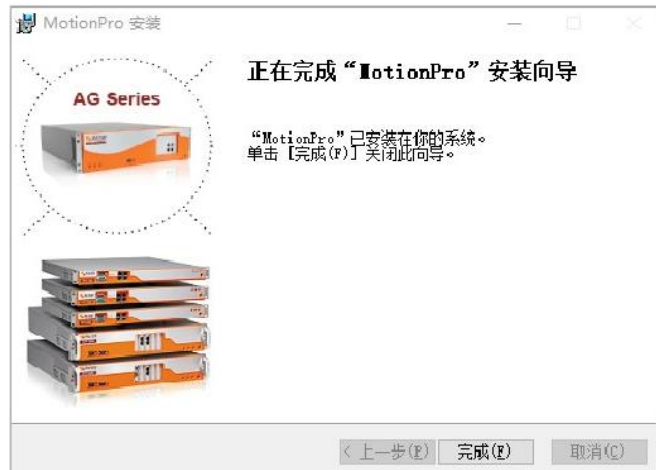 MotionPro 安装
AG Series
正在完成“MotionPro”安装向导
“MotionPro”已安装在你的系统。
单击 [完成(F)] 关闭此向导。
< 上一步(P)
完成(F)
取消(C)